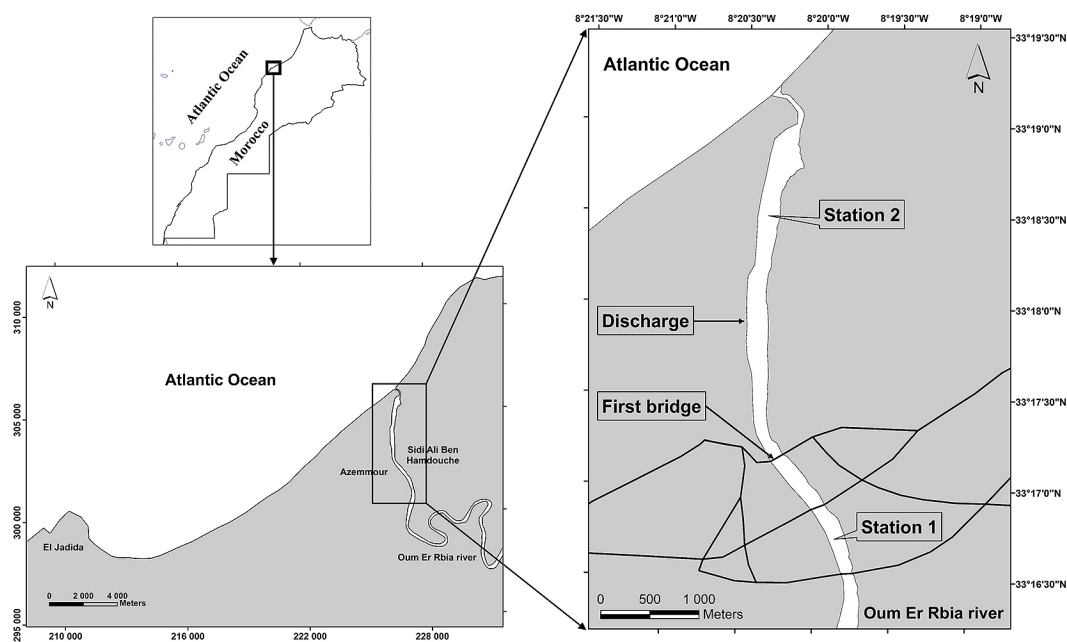 Atlantic Ocean
Morocco
N
Atlantic Ocean
310 000
305 000
300 000
295 000
Sidi Ali Ben
Hamdouche
Azemmour
El Jadida
Oum Er Rbia river
0 2 000 4 000
Meters
210 000 216 000 222 000 228 000
8°21'30"N 8°21'0"N 8°20'30"N 8°20'0"N 8°19'30"N 8°19'0"N
33°19'30"N
33°19'0"N
33°18'30"N
33°18'0"N
33°17'30"N
33°17'0"N
33°16'30"N
Atlantic Ocean
N
Station 2
Discharge
First bridge
Station 1
0 500 1 000
Meters
Oum Er Rbia river